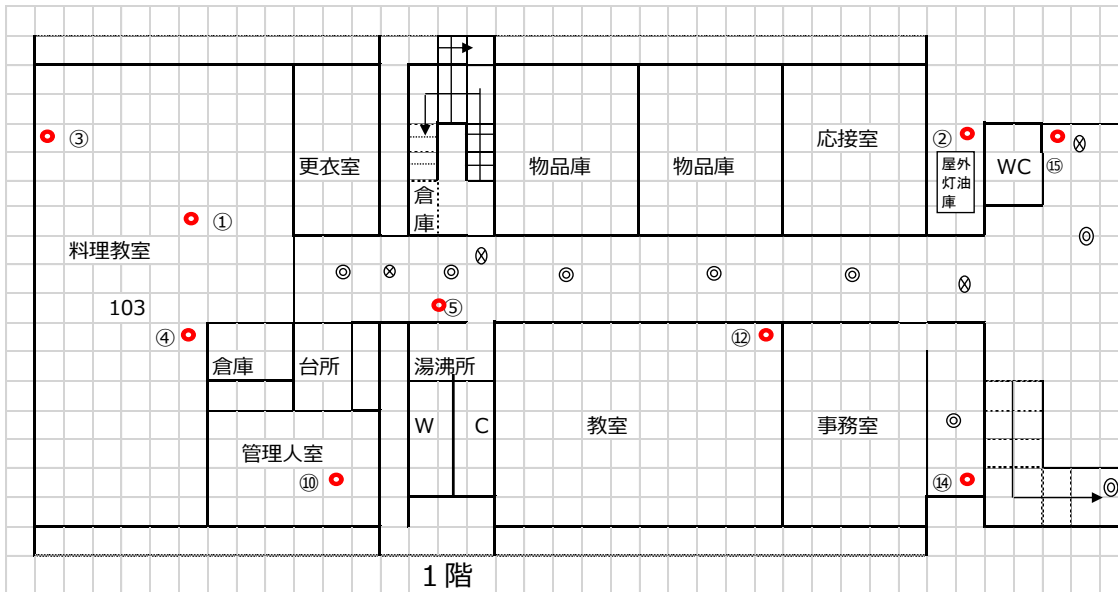 ③
②
⑮
応接室
更衣室
物品庫
物品庫
屋外
灯油
庫
WC
倉
庫
①
料理教室
103
⑤
④
⑫
倉庫
台所
湯沸所
W
C
教室
事務室
管理人室
⑩
⑭
1階